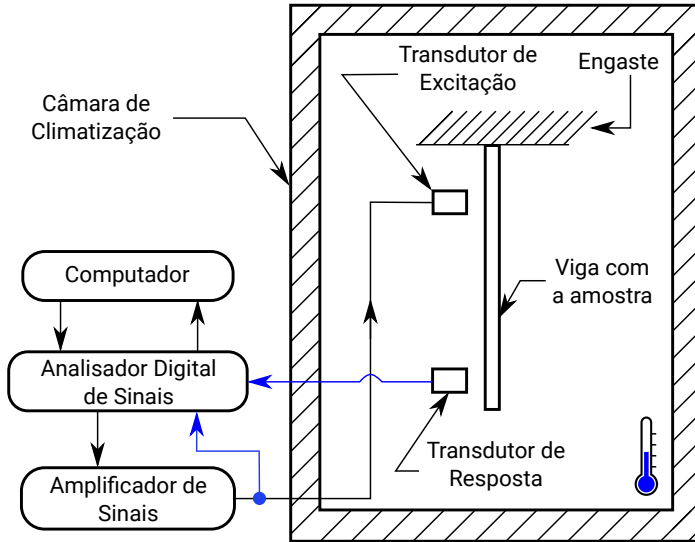 Transdutor de
Excitação
Engaste
Câmara de
Climatização
Computador
Viga com
a amostra
Analisador Digital
de Sinais
Transdutor de
Resposta
Amplificador de
Sinais